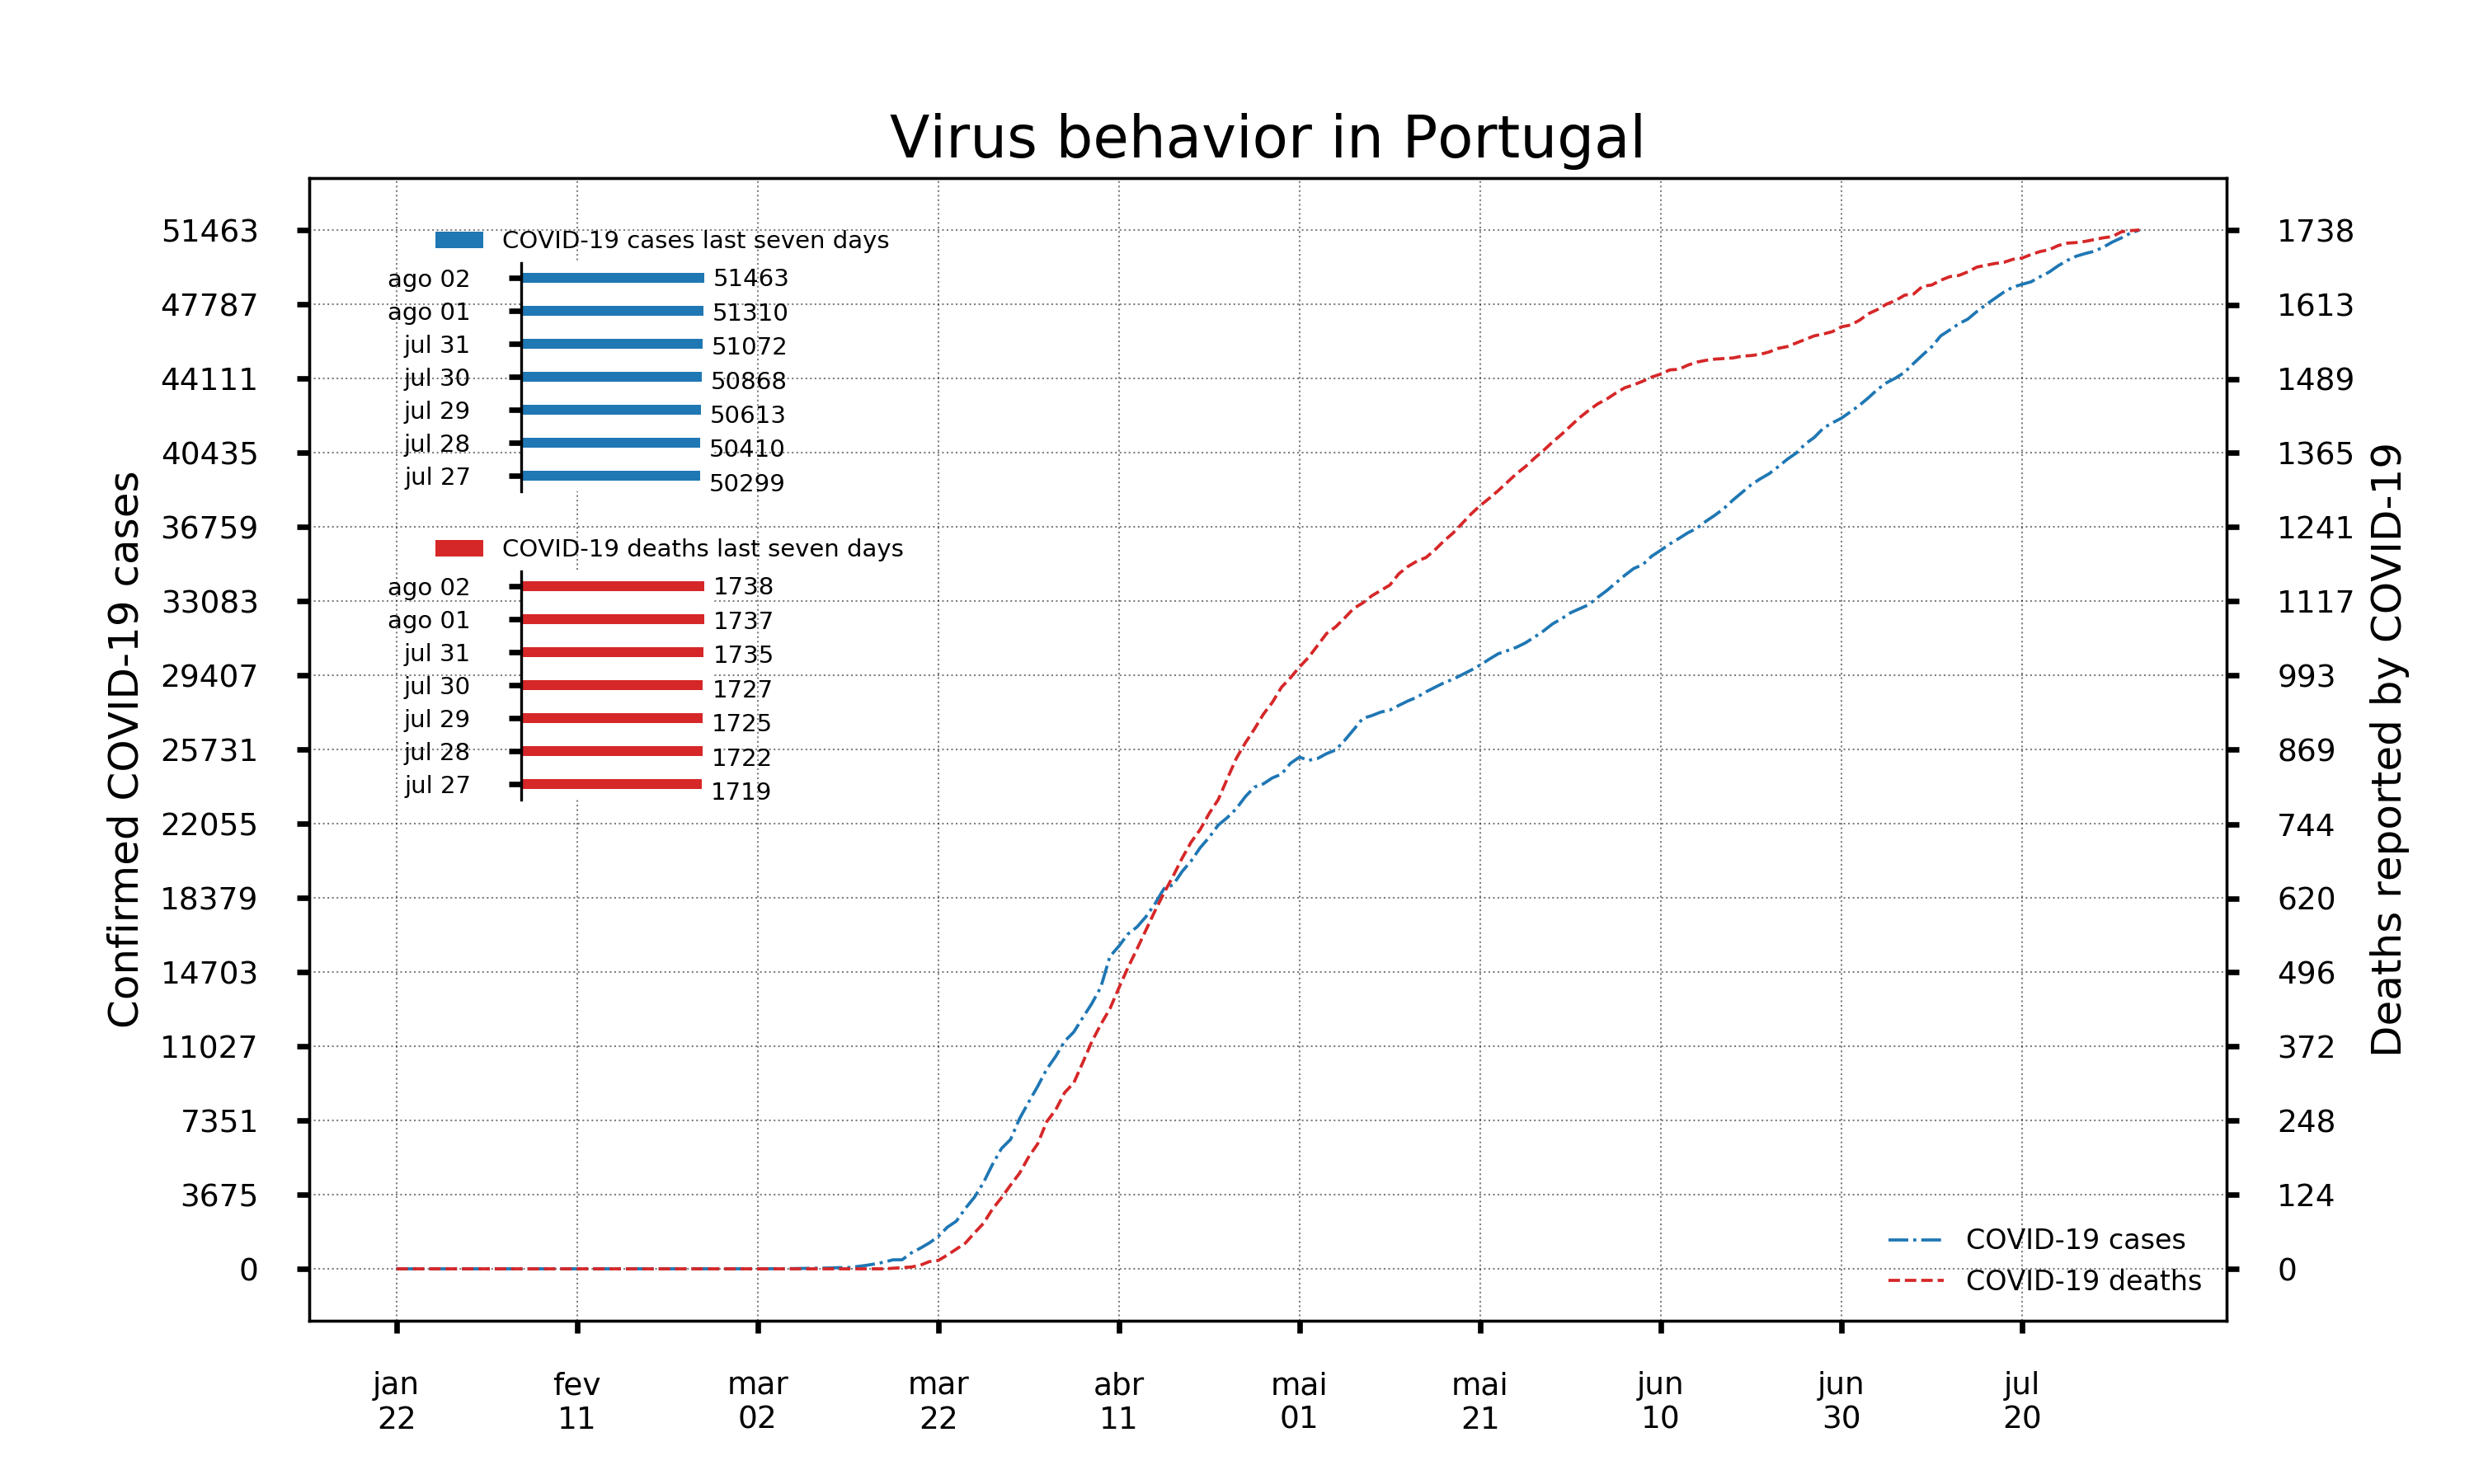 Virus behavior in Portugal
Confirmed COVID-19 cases
51463
47787
44111
40435
36759
33083
29407
25731
22055
18379
14703
11027
7351
3675
0
COVID-19 cases last seven days
ago 02 51463
ago 01 51310
jul 31 51072
jul 30 50868
jul 29 50613
jul 28 50410
jul 27 50299
COVID-19 deaths last seven days
ago 02 1738
ago 01 1737
jul 31 1735
jul 30 1727
jul 29 1725
jul 28 1722
jul 27 1719
1738
1613
1489
1365
1241
1117
993
869
744
620
496
372
248
124
0
Deaths reported by COVID-19
COVID-19 cases
COVID-19 deaths
jan fev mar mar abr mai mai jun jun jul
22 11 02 22 11 01 21 10 30 20